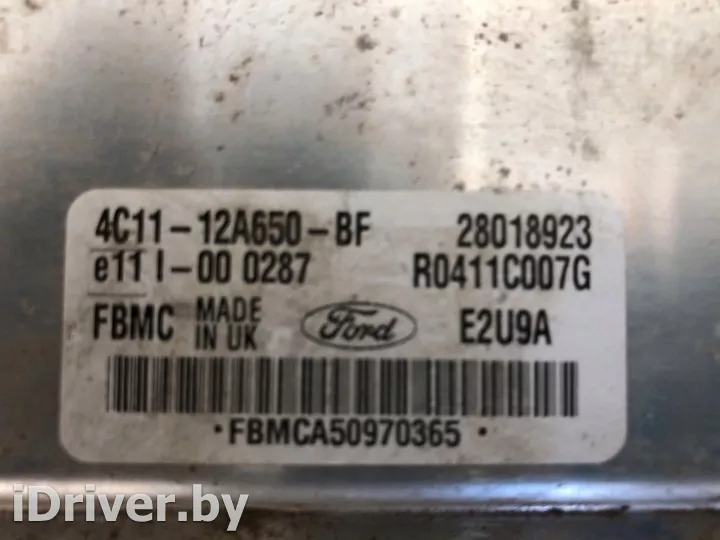 4C11-12A650-BF 28018923
e11 I-00 0287 R0411C007G
FBMC MADE IN UK Ford E2U9A
•FBMCA50970365•
iDriver.by